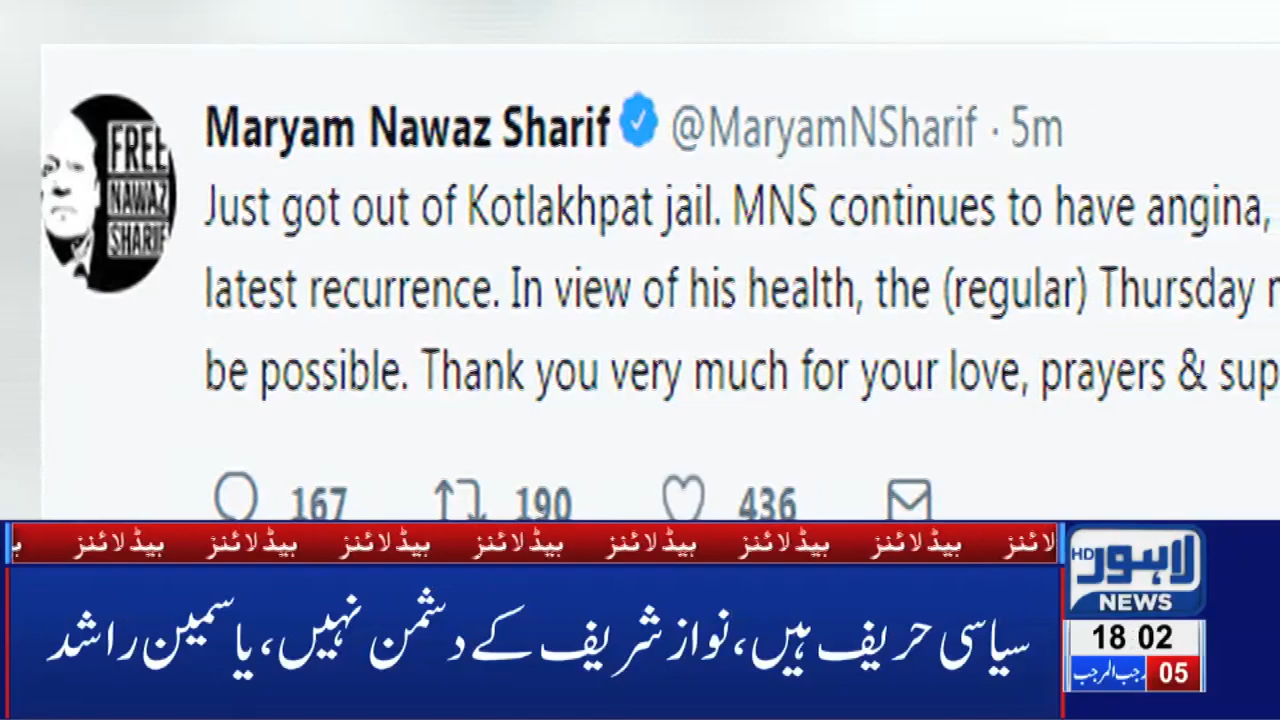 FREE
NAWAZ
SHARIF
Maryam Nawaz Sharif @MaryamNSharif · 5m
Just got out of Kotlakhpat jail. MNS continues to have angina,
latest recurrence. In view of his health, the (regular) Thursday
be possible. Thank you very much for your love, prayers & sup
167 190 436
ہیڈلائنز ہیڈلائنز ہیڈلائنز ہیڈلائنز ہیڈلائنز ہیڈلائنز ہیڈلائنز
سیاسی حریف ہیں، نواز شریف کے دشمن نہیں، یاسمین راشد
لاہور HD
NEWS
18 02
05 رجب المرجب